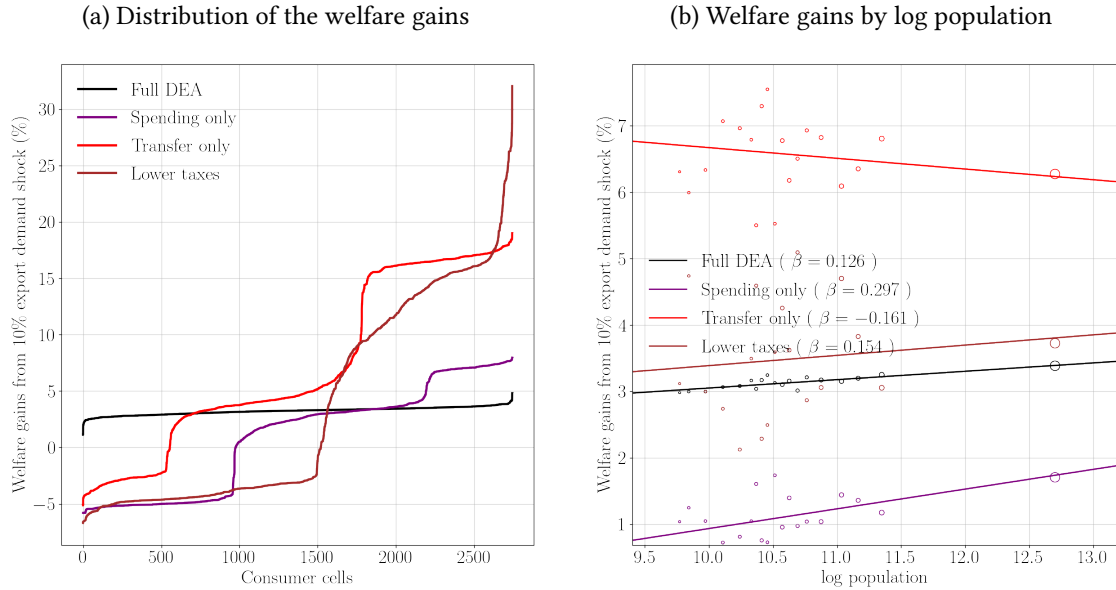 (a) Distribution of the welfare gains
Welfare gains from 10% export demand shock (%)
30
25
20
15
10
5
0
−5
Full DEA
Spending only
Transfer only
Lower taxes
0
500
1000
1500
2000
2500
Consumer cells
(b) Welfare gains by log population
Welfare gains from 10% export demand shock (%)
7
6
5
4
3
2
1
Full DEA ( β = 0.126 )
Spending only ( β = 0.297 )
Transfer only ( β = −0.161 )
Lower taxes ( β = 0.154 )
9.5
10.0
10.5
11.0
11.5
12.0
12.5
13.0
log population